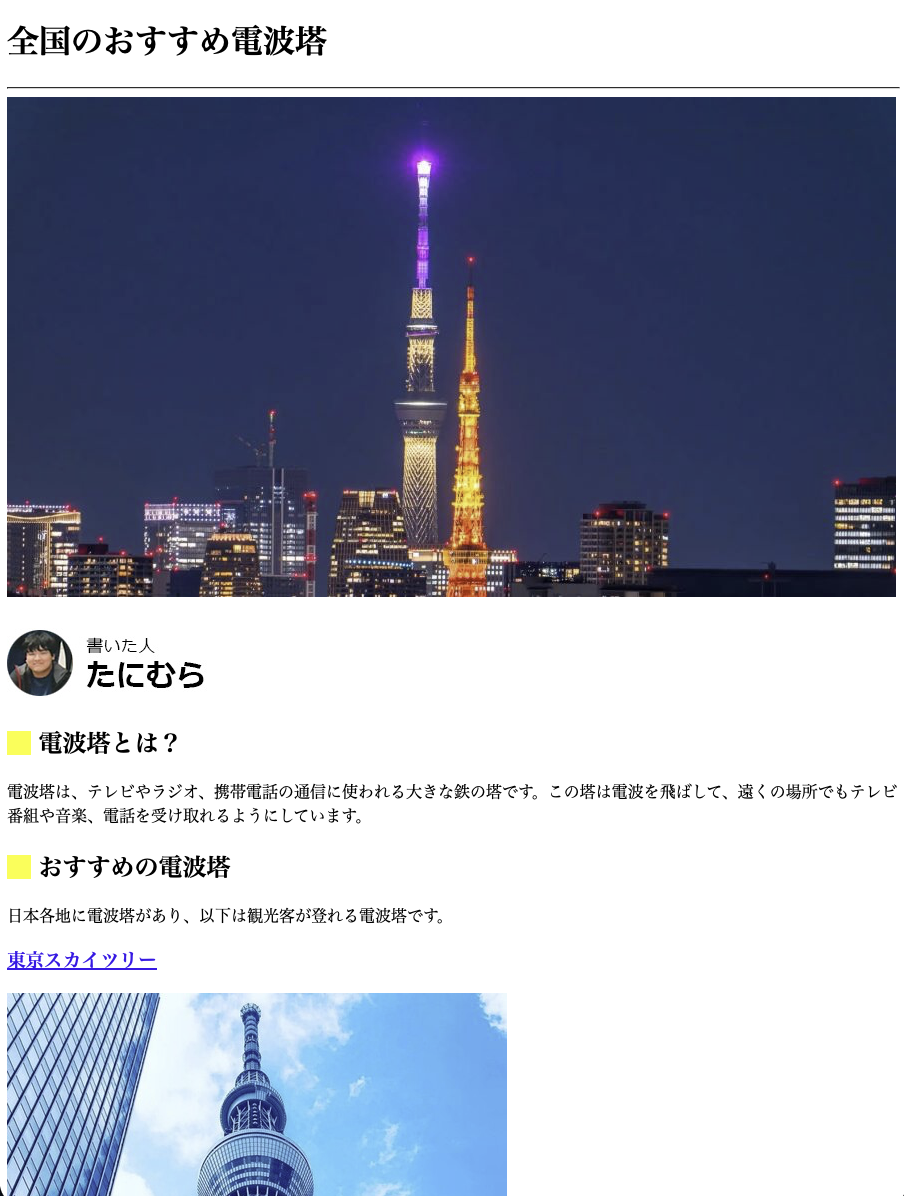 全国のおすすめ電波塔
書いた人
たにむら
電波塔とは？
電波塔は、テレビやラジオ、携帯電話の通信に使われる大きな鉄の塔です。この塔は電波を飛ばして、遠くの場所でもテレビ
番組や音楽、電話を受け取れるようにしています。
おすすめの電波塔
日本各地に電波塔があり、以下は観光客が登れる電波塔です。
東京スカイツリー